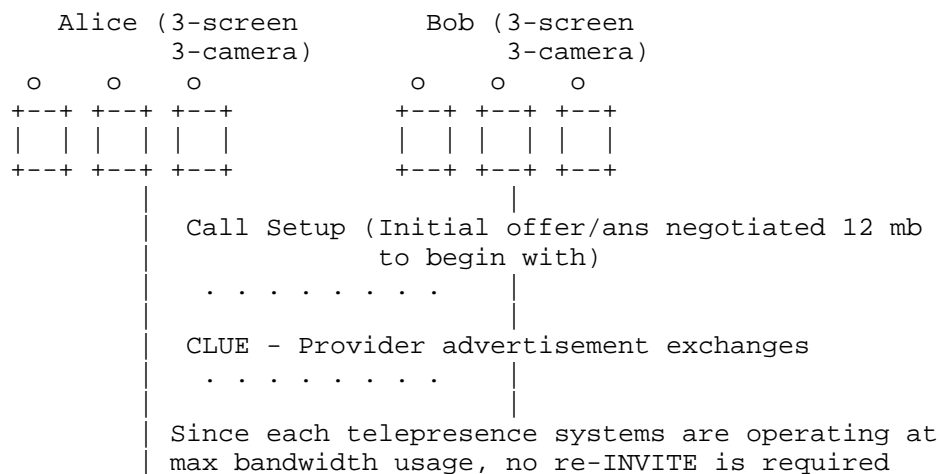 Alice (3-screen Bob (3-screen
3-camera) 3-camera)
o o o o o o
+--+ +--+ +--+ +--+ +--+ +--+
| | | | | | | | | | | |
+--+ +--+ +--+ +--+ +--+ +--+
| |
| Call Setup (Initial offer/ans negotiated 12 mb
| to begin with)
| . . . . . . . . |
| |
| CLUE - Provider advertisement exchanges
| . . . . . . . . |
| |
| Since each telepresence systems are operating at
| max bandwidth usage, no re-INVITE is required